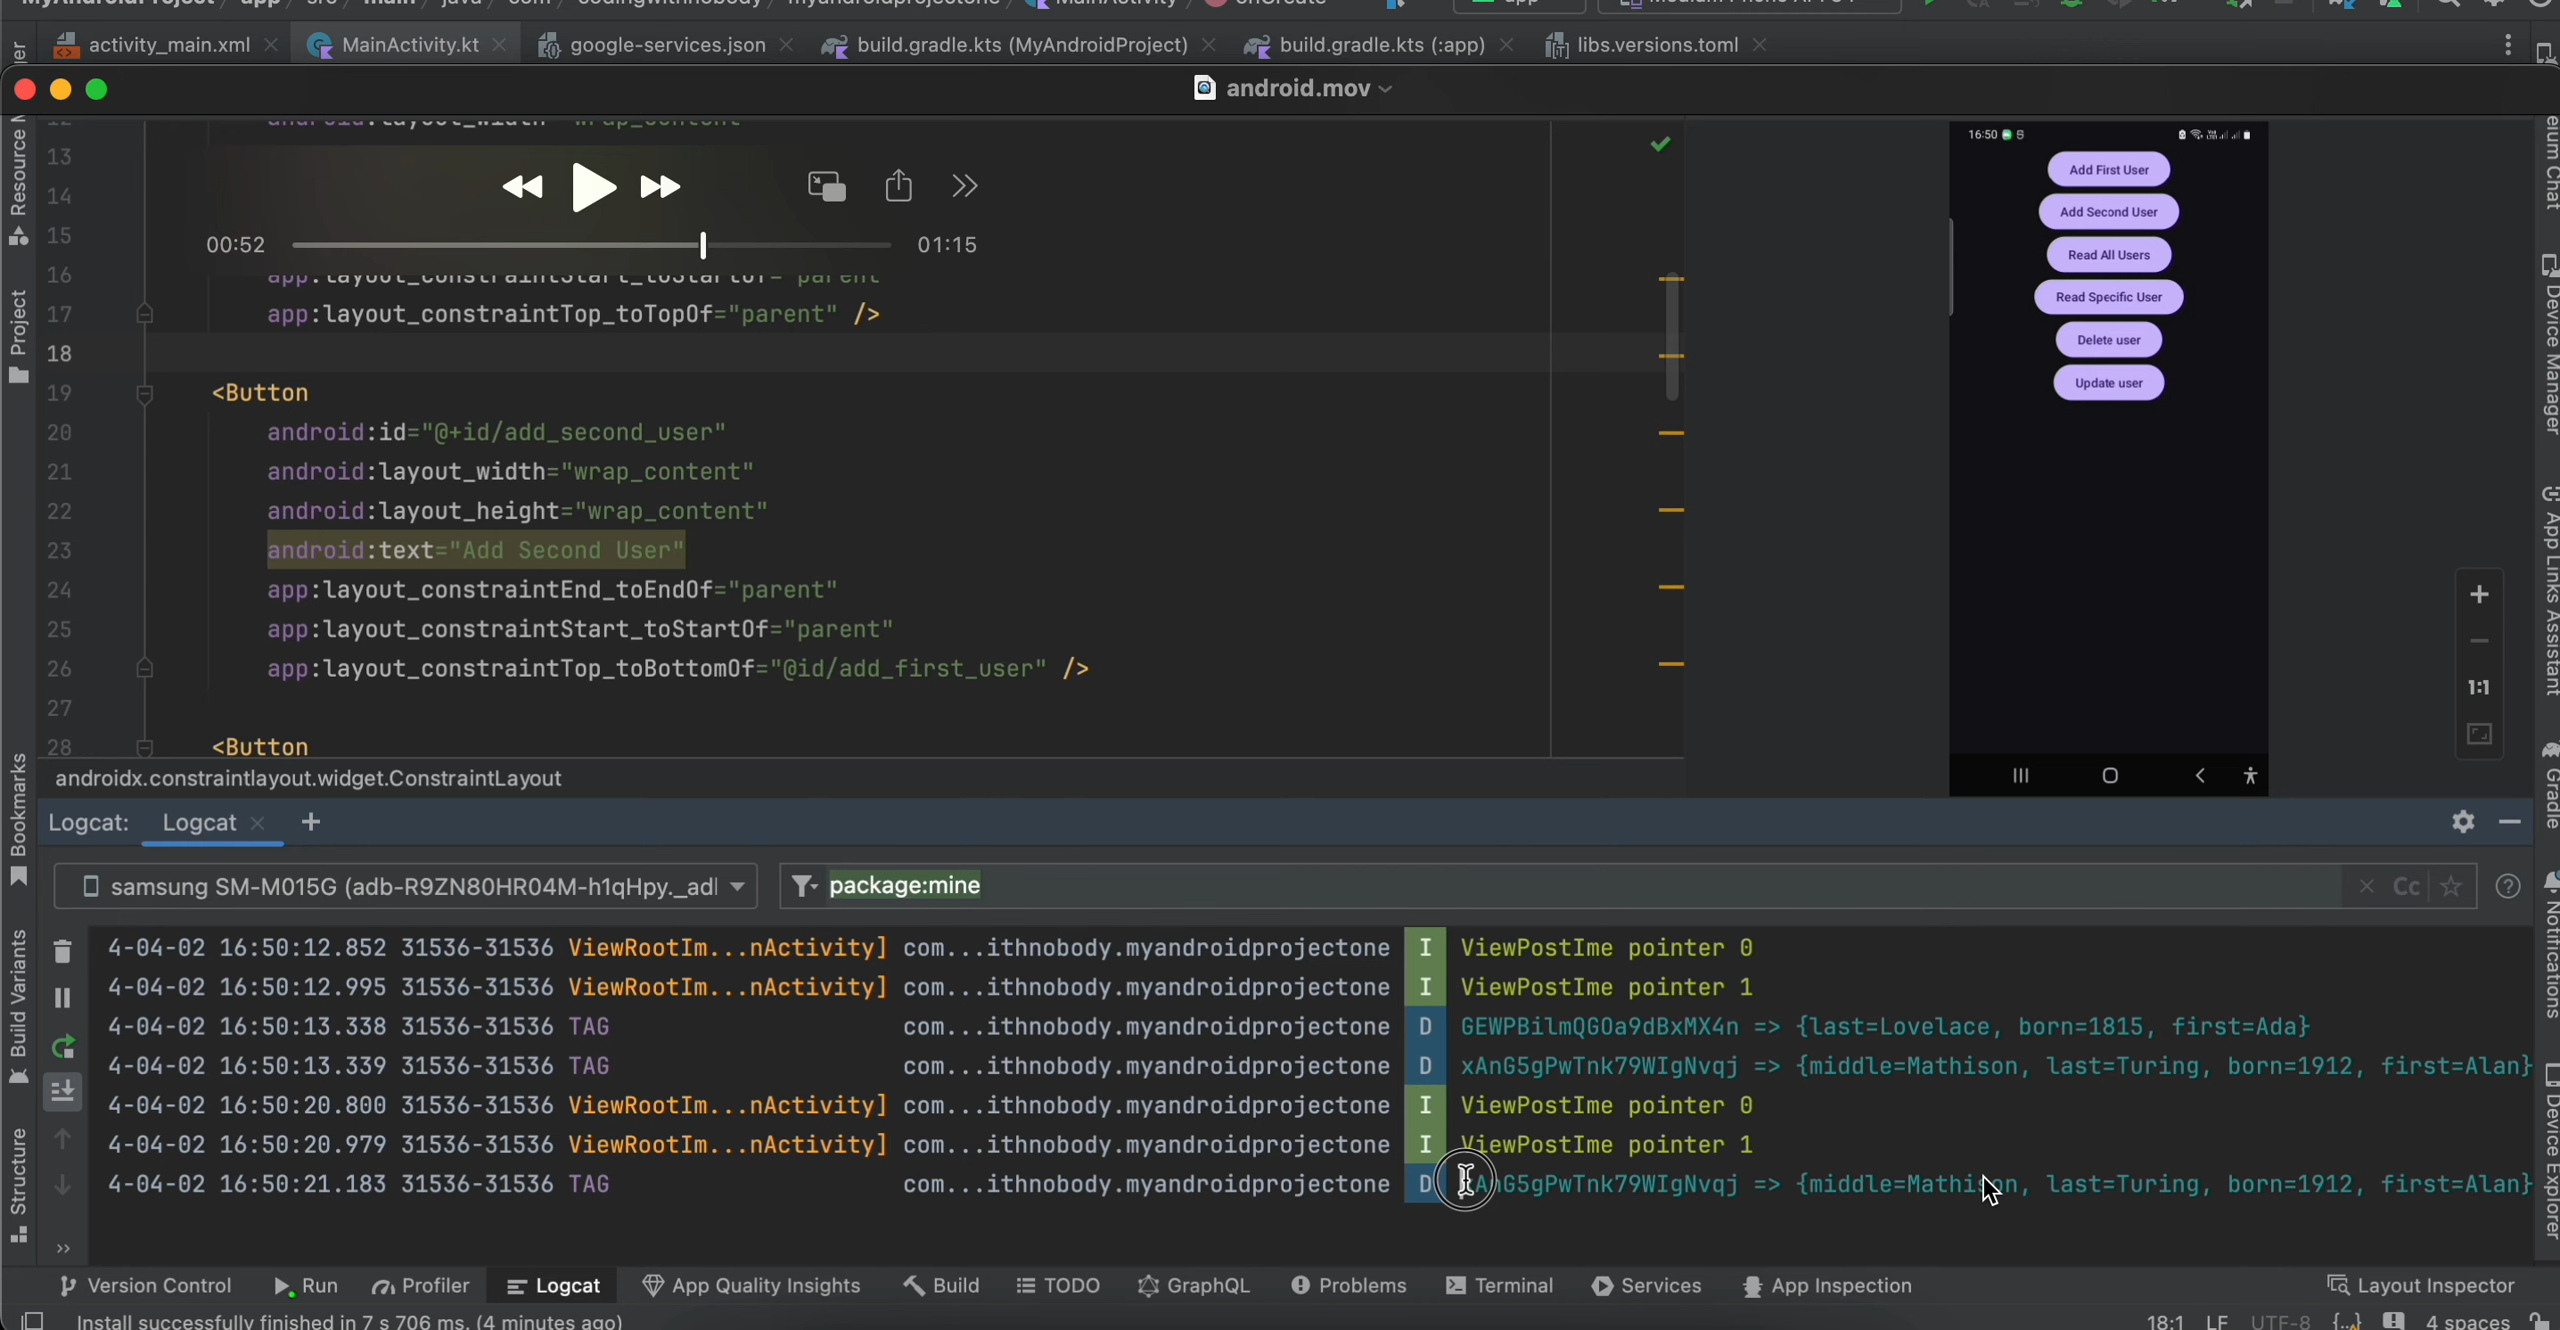 activity_main.xml
MainActivity.kt
google-services.json
build.gradle.kts (MyAndroidProject)
build.gradle.kts (:app)
libs.versions.toml
android.mov
Project
Bookmarks
Build Variants
Structure
00:52
01:15
13
14
15
16
17 app:layout_constraintTop_toTopOf="parent" />
18
19 <Button
20 android:id="@+id/add_second_user"
21 android:layout_width="wrap_content"
22 android:layout_height="wrap_content"
23 android:text="Add Second User"
24 app:layout_constraintEnd_toEndOf="parent"
25 app:layout_constraintStart_toStartOf="parent"
26 app:layout_constraintTop_toBottomOf="@id/add_first_user" />
27
28 <Button
androidx.constraintlayout.widget.ConstraintLayout
16:50
Add First User
Add Second User
Read All Users
Read Specific User
Delete user
Update user
1:1
Device Manager
App Links Assistant
Gradle
Notifications
Device Explorer
Logcat: Logcat
samsung SM-M015G (adb-R9ZN80HR04M-h1qHpy._adl
package:mine
Cc
4-04-02 16:50:12.852 31536-31536 ViewRootIm...nActivity] com...ithnobody.myandroidprojectone I ViewPostIme pointer 0
4-04-02 16:50:12.995 31536-31536 ViewRootIm...nActivity] com...ithnobody.myandroidprojectone I ViewPostIme pointer 1
4-04-02 16:50:13.338 31536-31536 TAG com...ithnobody.myandroidprojectone D GEWPBilmQGOa9dBxMX4n => {last=Lovelace, born=1815, first=Ada}
4-04-02 16:50:13.339 31536-31536 TAG com...ithnobody.myandroidprojectone D xAnG5gPwTnk79WIgNvqj => {middle=Mathison, last=Turing, born=1912, first=Alan}
4-04-02 16:50:20.800 31536-31536 ViewRootIm...nActivity] com...ithnobody.myandroidprojectone I ViewPostIme pointer 0
4-04-02 16:50:20.979 31536-31536 ViewRootIm...nActivity] com...ithnobody.myandroidprojectone I ViewPostIme pointer 1
4-04-02 16:50:21.183 31536-31536 TAG com...ithnobody.myandroidprojectone D xAnG5gPwTnk79WIgNvqj => {middle=Mathison, last=Turing, born=1912, first=Alan}
Version Control Run Profiler Logcat App Quality Insights Build TODO GraphQL Problems Terminal Services App Inspection Layout Inspector
Install successfully finished in 7 s 706 ms. (4 minutes ago) 18:1 LF UTF-8 4 spaces